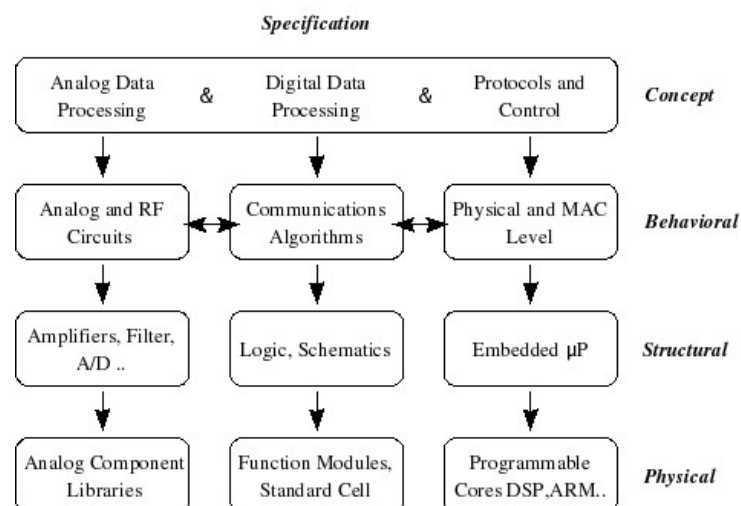 Specification
Analog Data
Processing
&
Digital Data
Processing
&
Protocols and
Control
Concept
Analog and RF
Circuits
Communications
Algorithms
Physical and MAC
Level
Behavioral
Amplifiers, Filter,
A/D ..
Logic, Schematics
Embedded µP
Structural
Analog Component
Libraries
Function Modules,
Standard Cell
Programmable
Cores DSP,ARM..
Physical